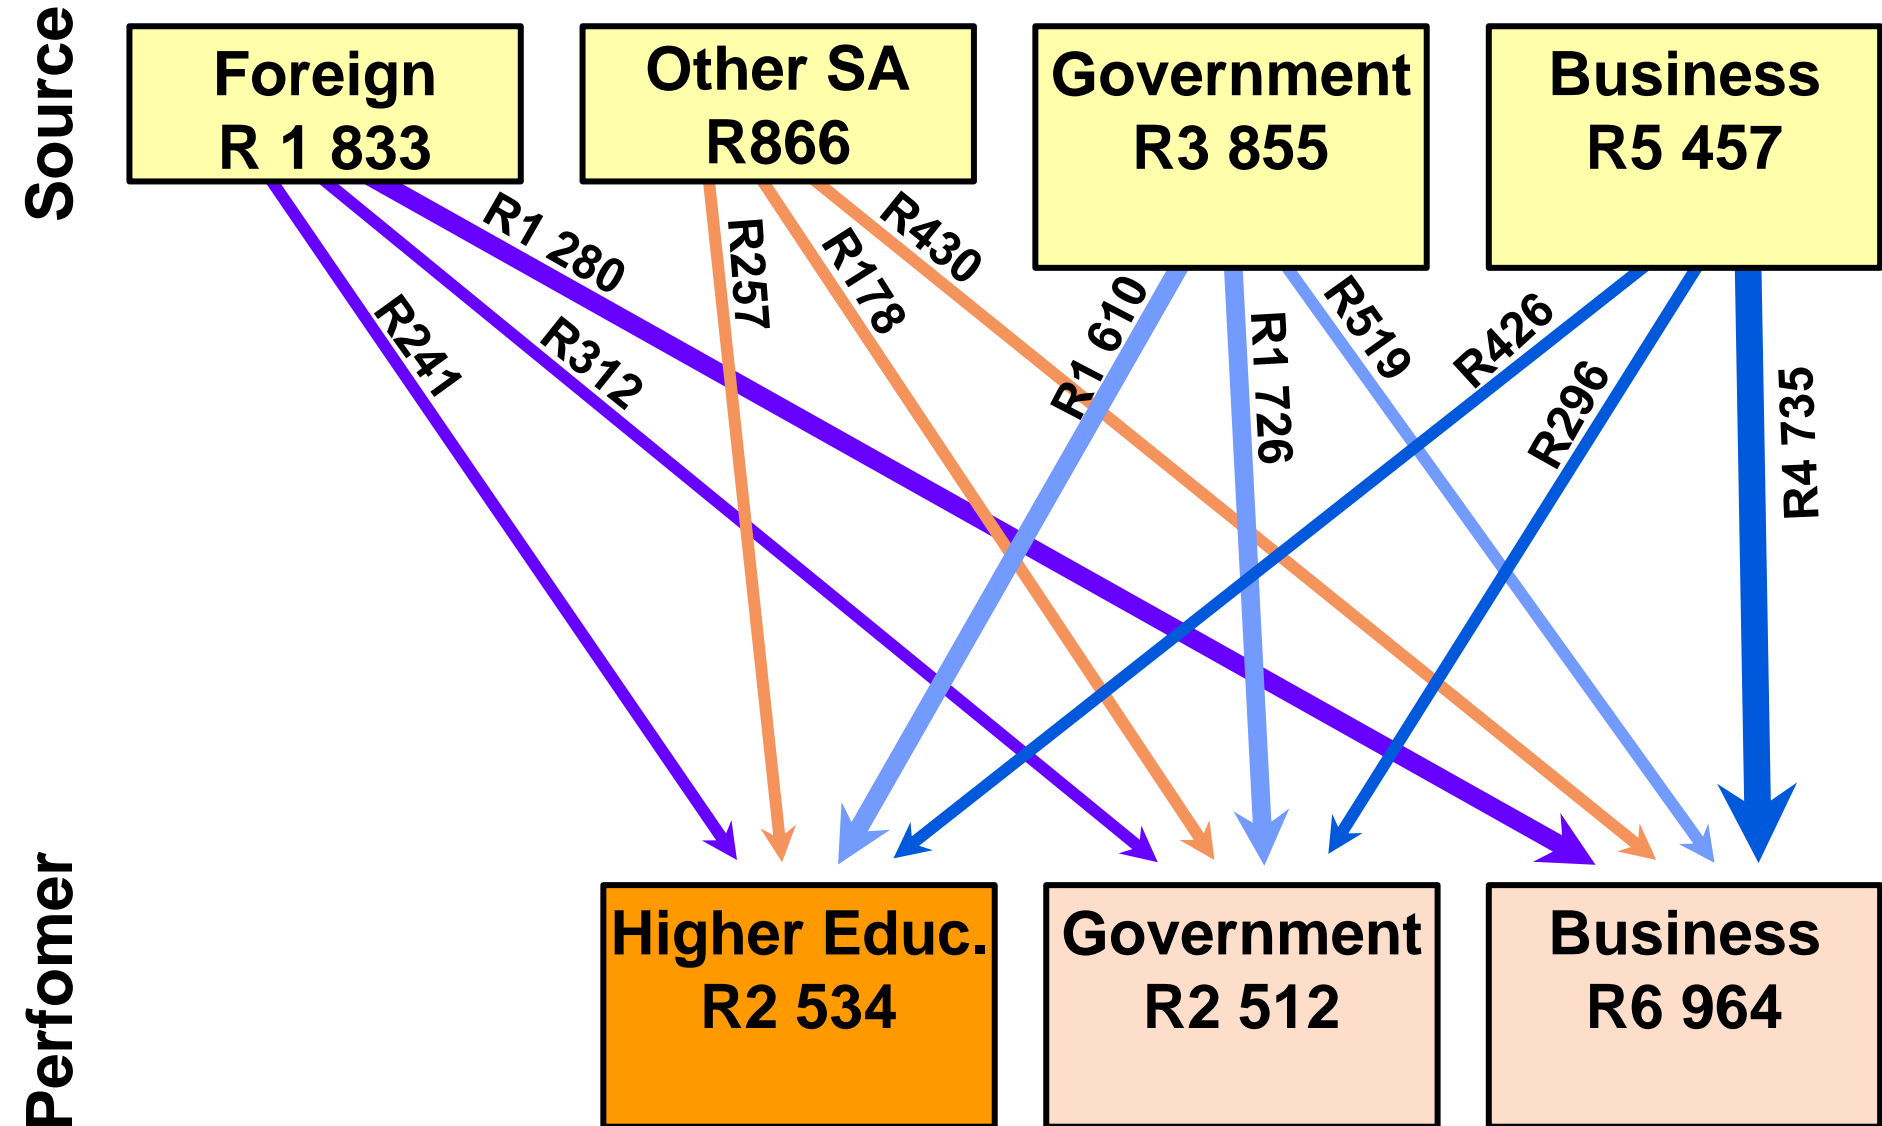 Source
Foreign
R 1 833
Other SA
R866
Government
R3 855
Business
R5 457
R241
R312
R1 280
R257
R178
R430
R1 610
R1 726
R519
R426
R296
R4 735
Perfomer
Higher Educ.
R2 534
Government
R2 512
Business
R6 964